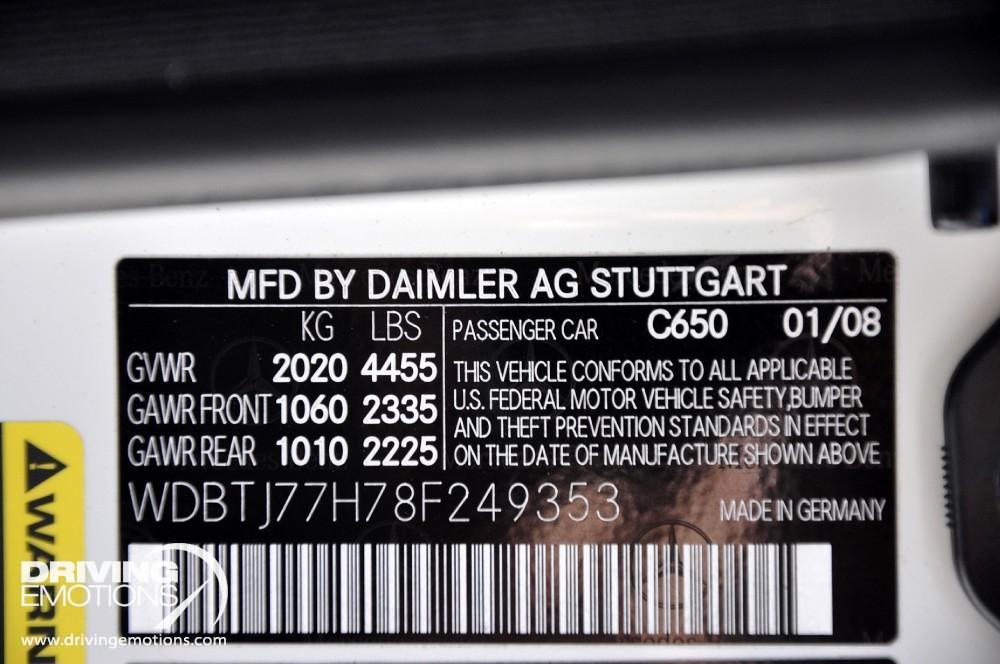 MFD BY DAIMLER AG STUTTGART
KG LBS
GVWR 2020 4455
GAWR FRONT 1060 2335
GAWR REAR 1010 2225
PASSENGER CAR C650 01/08
THIS VEHICLE CONFORMS TO ALL APPLICABLE
U.S. FEDERAL MOTOR VEHICLE SAFETY,BUMPER
AND THEFT PREVENTION STANDARDS IN EFFECT
ON THE DATE OF MANUFACTURE SHOWN ABOVE
WDBTJ77H78F249353
MADE IN GERMANY
DRIVING
EMOTIONS
www.drivingemotions.com